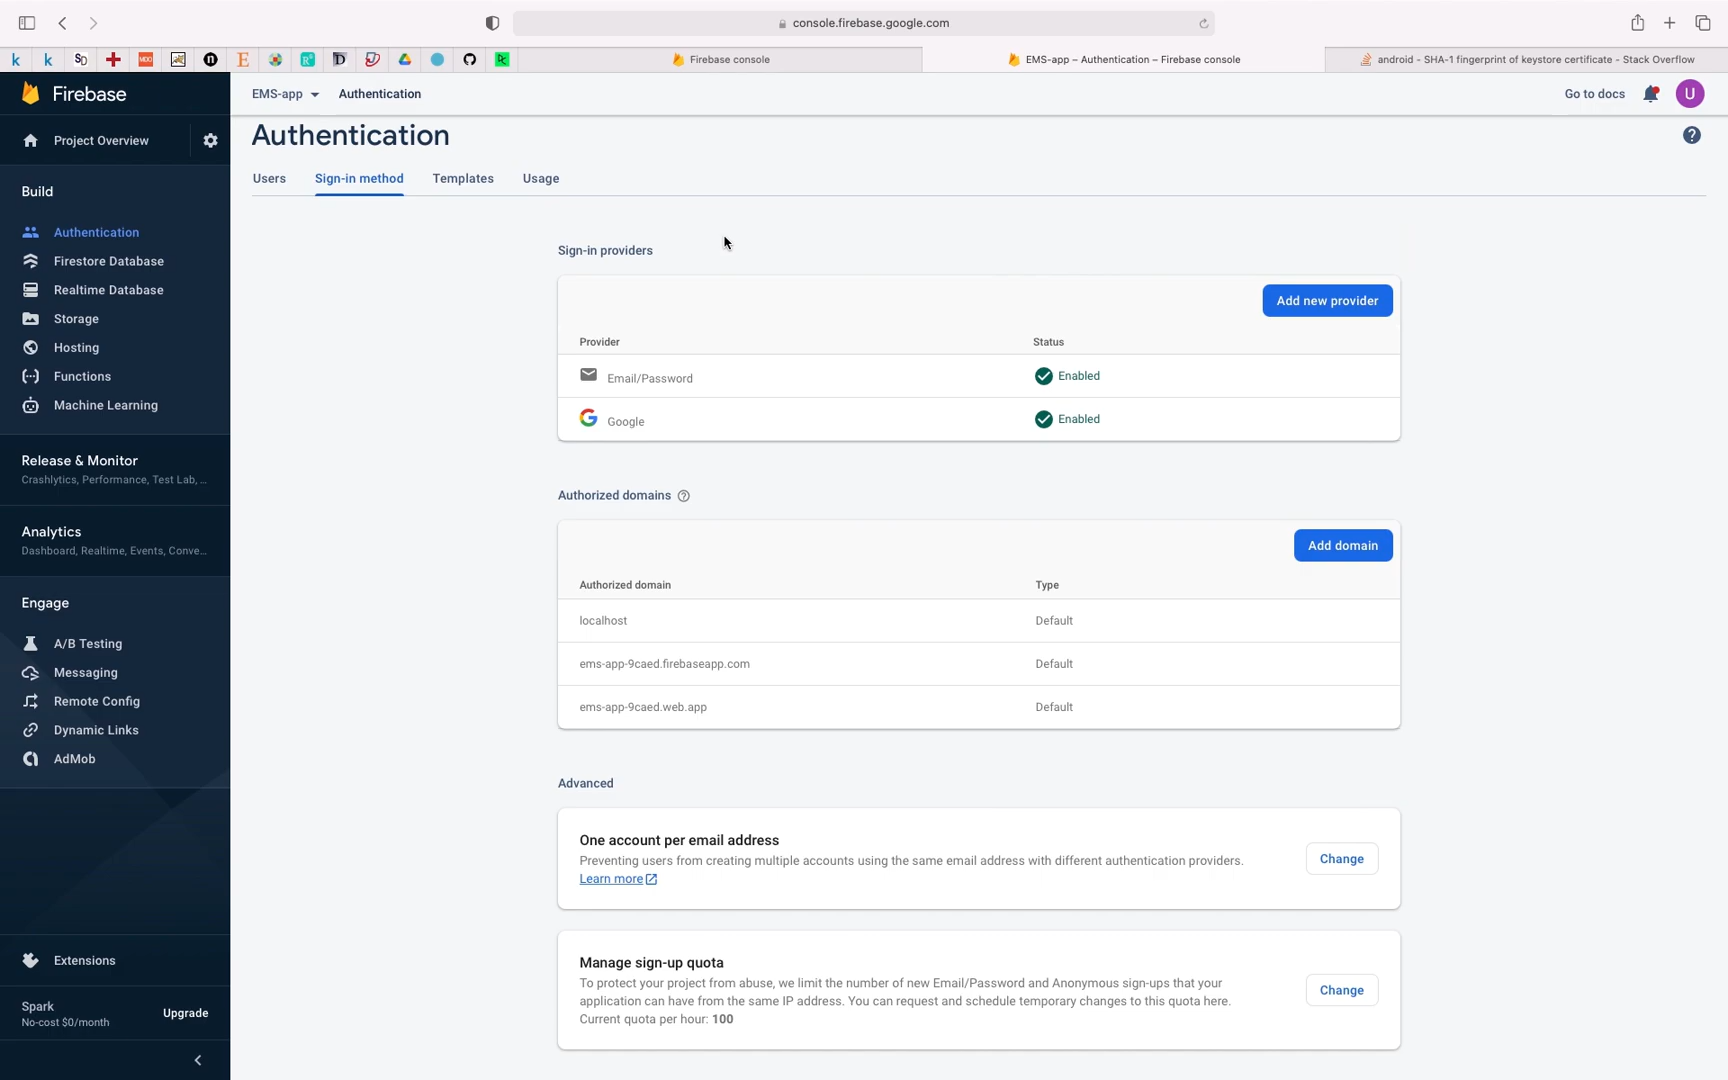 console.firebase.google.com
k
k
SD
MOO
n
E
D
Firebase console
EMS-app – Authentication – Firebase console
android - SHA-1 fingerprint of keystore certificate - Stack Overflow
Firebase
EMS-app
Authentication
Go to docs
U
Project Overview
Authentication
Users
Sign-in method
Templates
Usage
Build
Authentication
Firestore Database
Realtime Database
Storage
Hosting
Functions
Machine Learning
Release & Monitor
Crashlytics, Performance, Test Lab, ...
Analytics
Dashboard, Realtime, Events, Conve...
Engage
A/B Testing
Messaging
Remote Config
Dynamic Links
AdMob
Extensions
Spark
No-cost $0/month
Upgrade
Sign-in providers
Add new provider
Provider
Status
Email/Password
Enabled
Google
Enabled
Authorized domains
Add domain
Authorized domain
Type
localhost
Default
ems-app-9caed.firebaseapp.com
Default
ems-app-9caed.web.app
Default
Advanced
One account per email address
Preventing users from creating multiple accounts using the same email address with different authentication providers.
Learn more
Change
Manage sign-up quota
To protect your project from abuse, we limit the number of new Email/Password and Anonymous sign-ups that your
application can have from the same IP address. You can request and schedule temporary changes to this quota here.
Current quota per hour: 100
Change